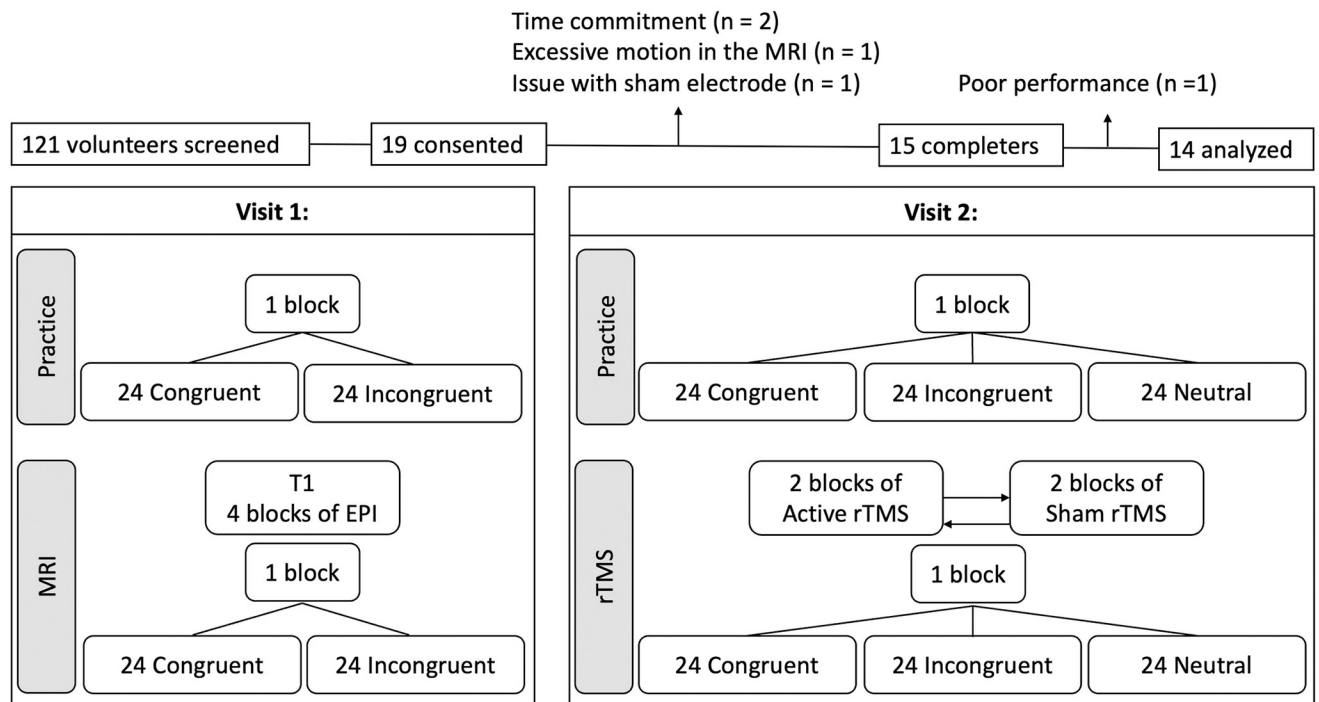 Time commitment (n = 2)
Excessive motion in the MRI (n = 1)
Issue with sham electrode (n = 1)
Poor performance (n =1)
121 volunteers screened
19 consented
15 completers
14 analyzed
Visit 1:
Practice
1 block
24 Congruent
24 Incongruent
MRI
T1
4 blocks of EPI
1 block
24 Congruent
24 Incongruent
Visit 2:
Practice
1 block
24 Congruent
24 Incongruent
24 Neutral
rTMS
2 blocks of
Active rTMS
2 blocks of
Sham rTMS
1 block
24 Congruent
24 Incongruent
24 Neutral